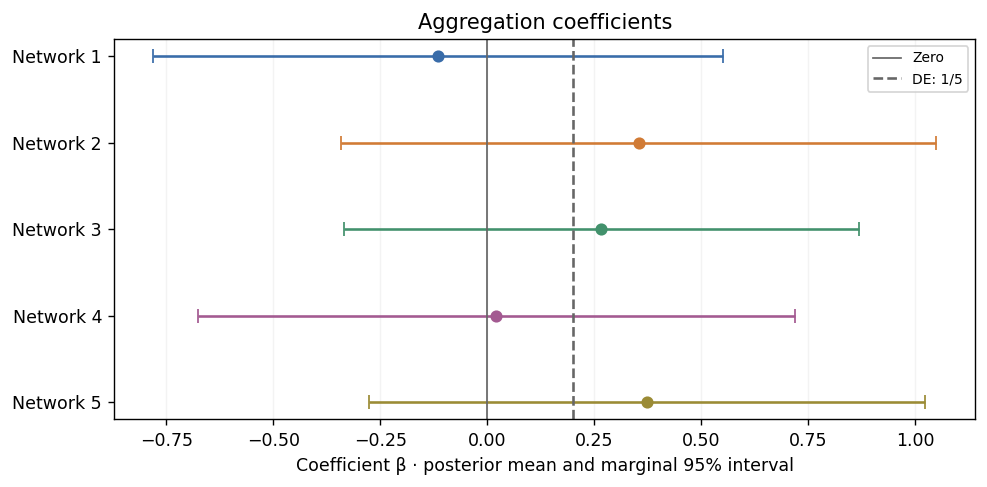 Aggregation coefficients
Network 1
Network 2
Network 3
Network 4
Network 5
Zero
DE: 1/5
−0.75 −0.50 −0.25 0.00 0.25 0.50 0.75 1.00
Coefficient β · posterior mean and marginal 95% interval